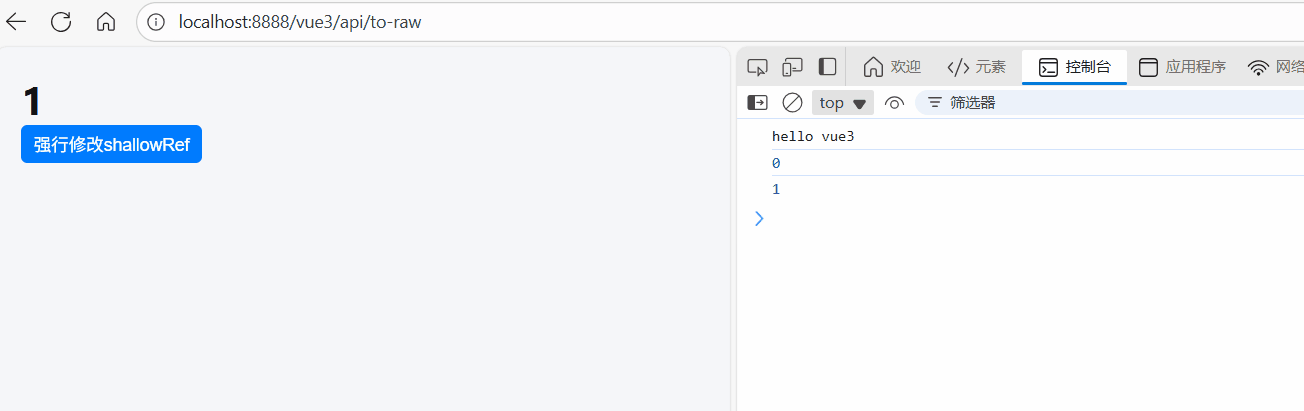 localhost:8888/vue3/api/to-raw
1
强行修改shallowRef
欢迎 元素 控制台 应用程序 网络
top 筛选器
hello vue3
0
1